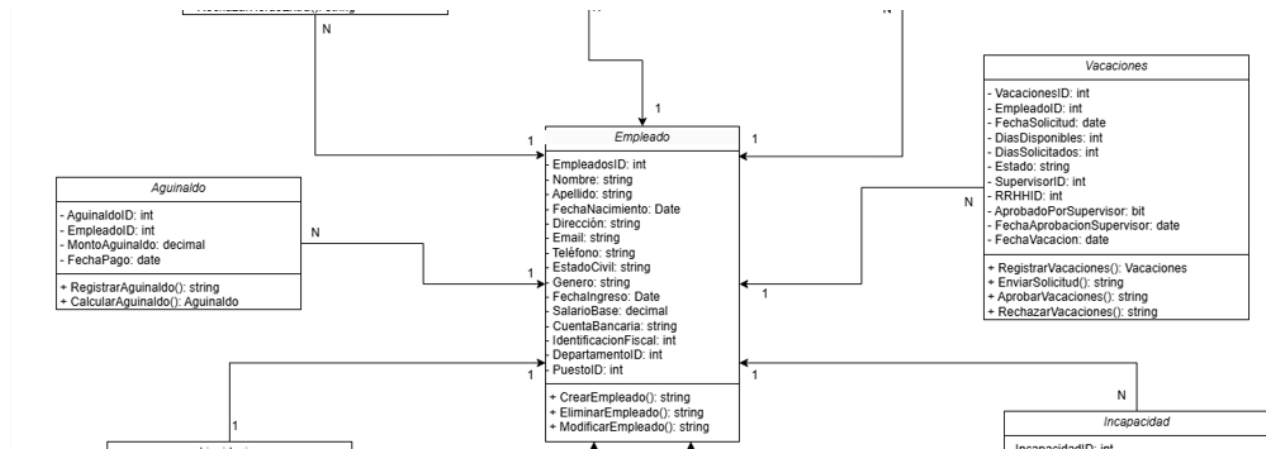 N
N
1
1
1
Empleado
- EmpleadosID: int
- Nombre: string
- Apellido: string
- FechaNacimiento: Date
- Dirección: string
- Email: string
- Teléfono: string
- EstadoCivil: string
- Genero: string
- FechaIngreso: Date
- SalarioBase: decimal
- CuentaBancaria: string
- IdentificacionFiscal: int
- DepartamentoID: int
- PuestoID: int
+ CrearEmpleado(): string
+ EliminarEmpleado(): string
+ ModificarEmpleado(): string
Vacaciones
- VacacionesID: int
- EmpleadoID: int
- FechaSolicitud: date
- DiasDisponibles: int
- DiasSolicitados: int
- Estado: string
- SupervisorID: int
- RRHHID: int
- AprobadoPorSupervisor: bit
- FechaAprobacionSupervisor: date
- FechaVacacion: date
+ RegistrarVacaciones(): Vacaciones
+ EnviarSolicitud(): string
+ AprobarVacaciones(): string
+ RechazarVacaciones(): string
N
1
Aguinaldo
- AguinaldoID: int
- EmpleadoID: int
- MontoAguinaldo: decimal
- FechaPago: date
+ RegistrarAguinaldo(): string
+ CalcularAguinaldo(): Aguinaldo
N
1
1
1
1
N
Incapacidad